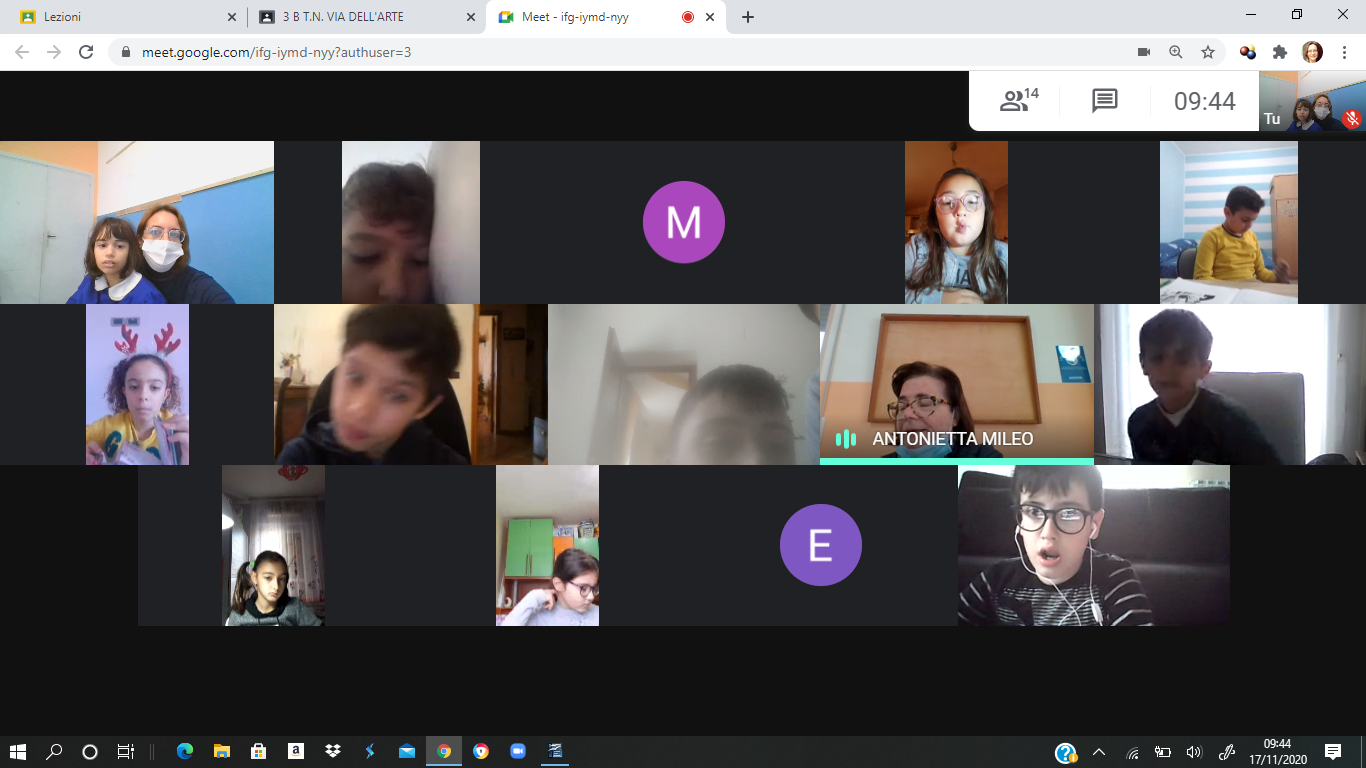 Lezioni
3 B T.N. VIA DELL'ARTE
Meet - ifg-iymd-nyy
meet.google.com/ifg-iymd-nyy?authuser=3
14
09:44
Tu
M
ANTONIETTA MILEO
E
09:44
17/11/2020